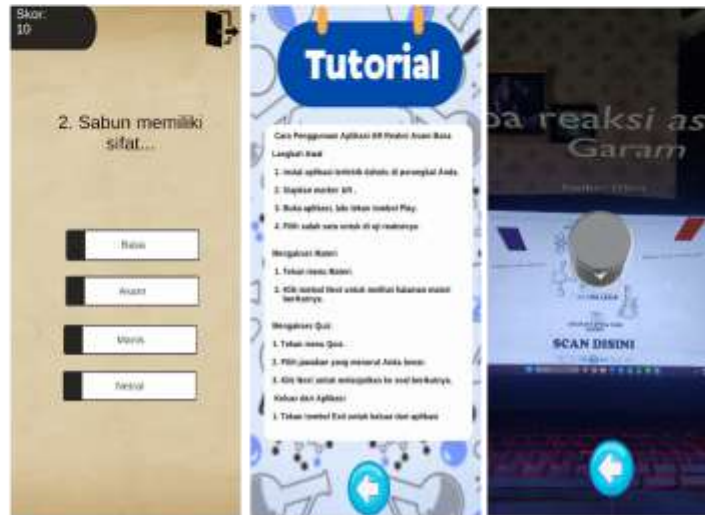 Skor:
10
2. Sabun memiliki
sifat...
Basa
Asam
Manis
Netral
Tutorial
Cara Penggunaan Aplikasi AR Reaksi Asam Basa
Langkah Awal
1. Instal aplikasi terlebih dahulu di perangkat Anda.
2. Siapkan marker AR.
3. Buka aplikasi, lalu tekan tombol Play.
4. Pilih salah satu untuk di uji reaksinya
Mengakses Materi
1. Tekan menu Materi.
2. Klik tombol Next untuk melihat halaman materi
berikutnya.
Mengakses Quiz
1. Tekan menu Quiz.
2. Pilih jawaban yang menurut Anda benar.
3. Klik Next untuk melanjutkan ke soal berikutnya.
Keluar dari Aplikasi
1. Tekan tombol Exit untuk keluar dari aplikasi
pa reaksi as
Garam
SCAN DISINI